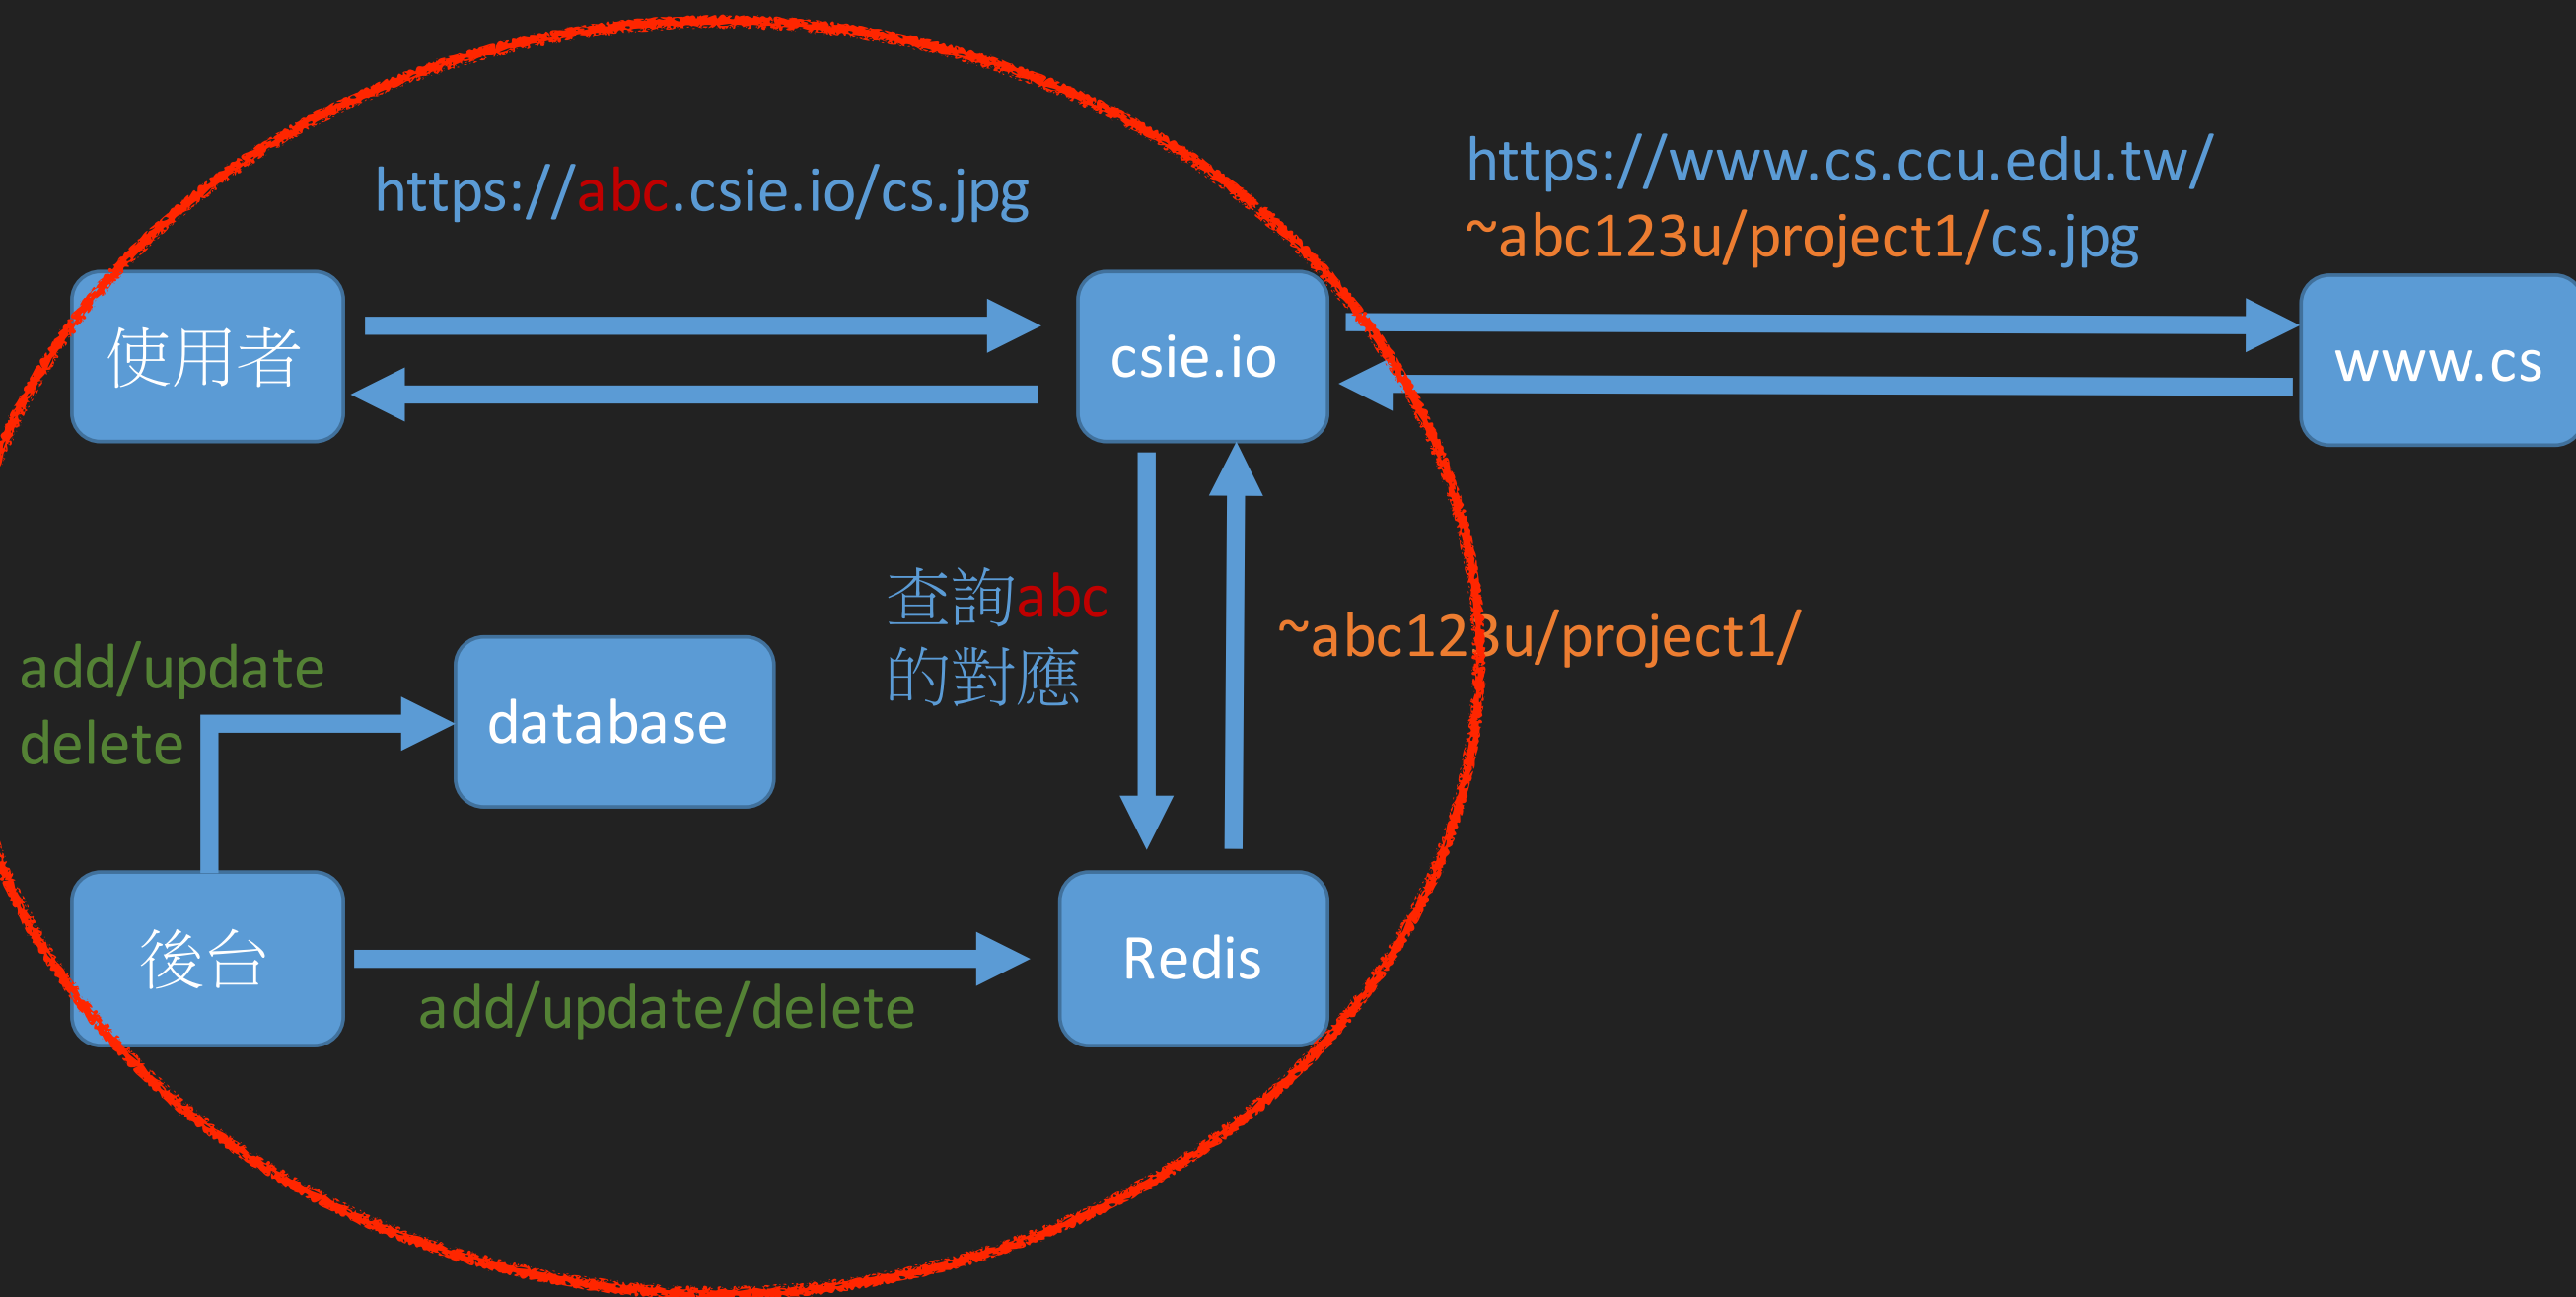 https://abc.csie.io/cs.jpg
https://www.cs.ccu.edu.tw/
~abc123u/project1/cs.jpg
使用者
csie.io
www.cs
查詢abc
的對應
~abc123u/project1/
add/update
delete
database
後台
Redis
add/update/delete